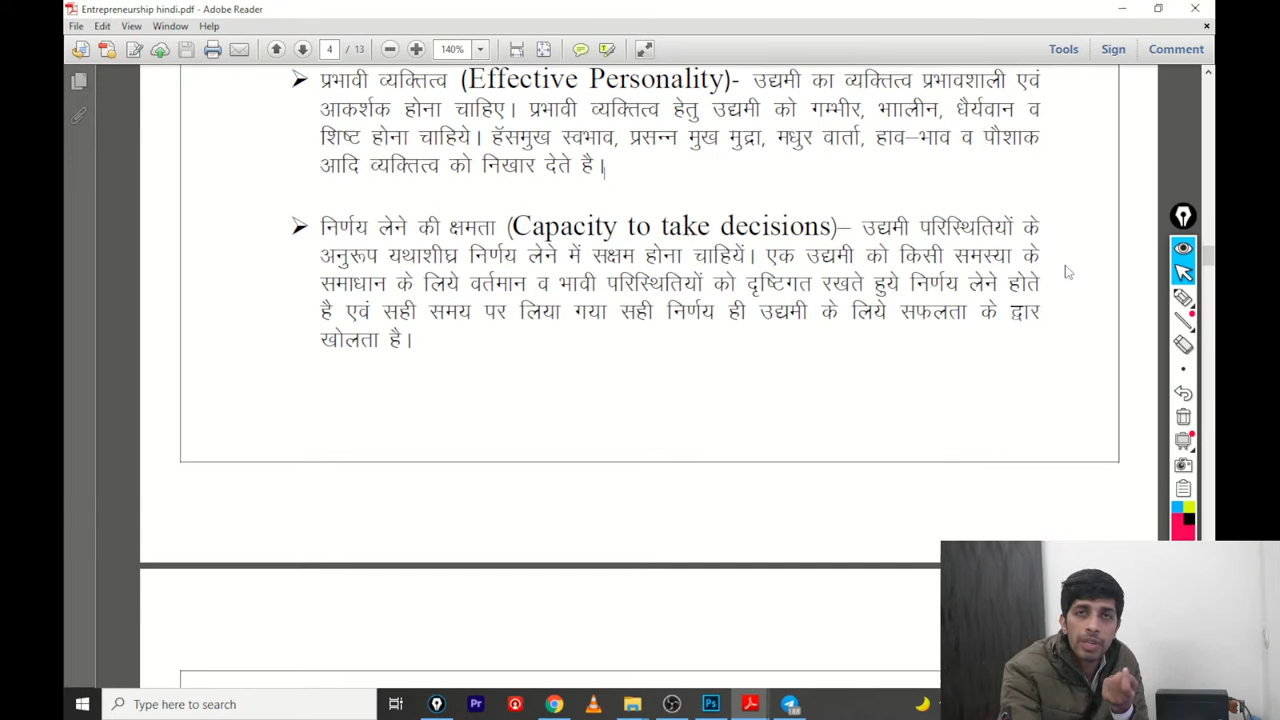 Entrepreneurship hindi.pdf - Adobe Reader
File Edit View Window Help
4 / 13 140% Tools Sign Comment
➢ प्रभावी व्यक्तित्व (Effective Personality)- उद्यमी का व्यक्तित्व प्रभावशाली एवं
आकर्शक होना चाहिए। प्रभावी व्यक्तित्व हेतु उद्यमी को गम्भीर, भाालीन, धैर्यवान व
शिष्ट होना चाहिये। हॅसमुख स्वभाव, प्रसन्न मुख मुद्रा, मधुर वार्ता, हाव–भाव व पौशाक
आदि व्यक्तित्व को निखार देते है।
➢ निर्णय लेने की क्षमता (Capacity to take decisions)– उद्यमी परिस्थितियों के
अनुरूप यथाशीघ्र निर्णय लेने में सक्षम होना चाहियें। एक उद्यमी को किसी समस्या के
समाधान के लिये वर्तमान व भावी परिस्थितियों को दृष्टिगत रखते हुये निर्णय लेने होते
है एवं सही समय पर लिया गया सही निर्णय ही उद्यमी के लिये सफलता के द्वार
खोलता है।
Type here to search